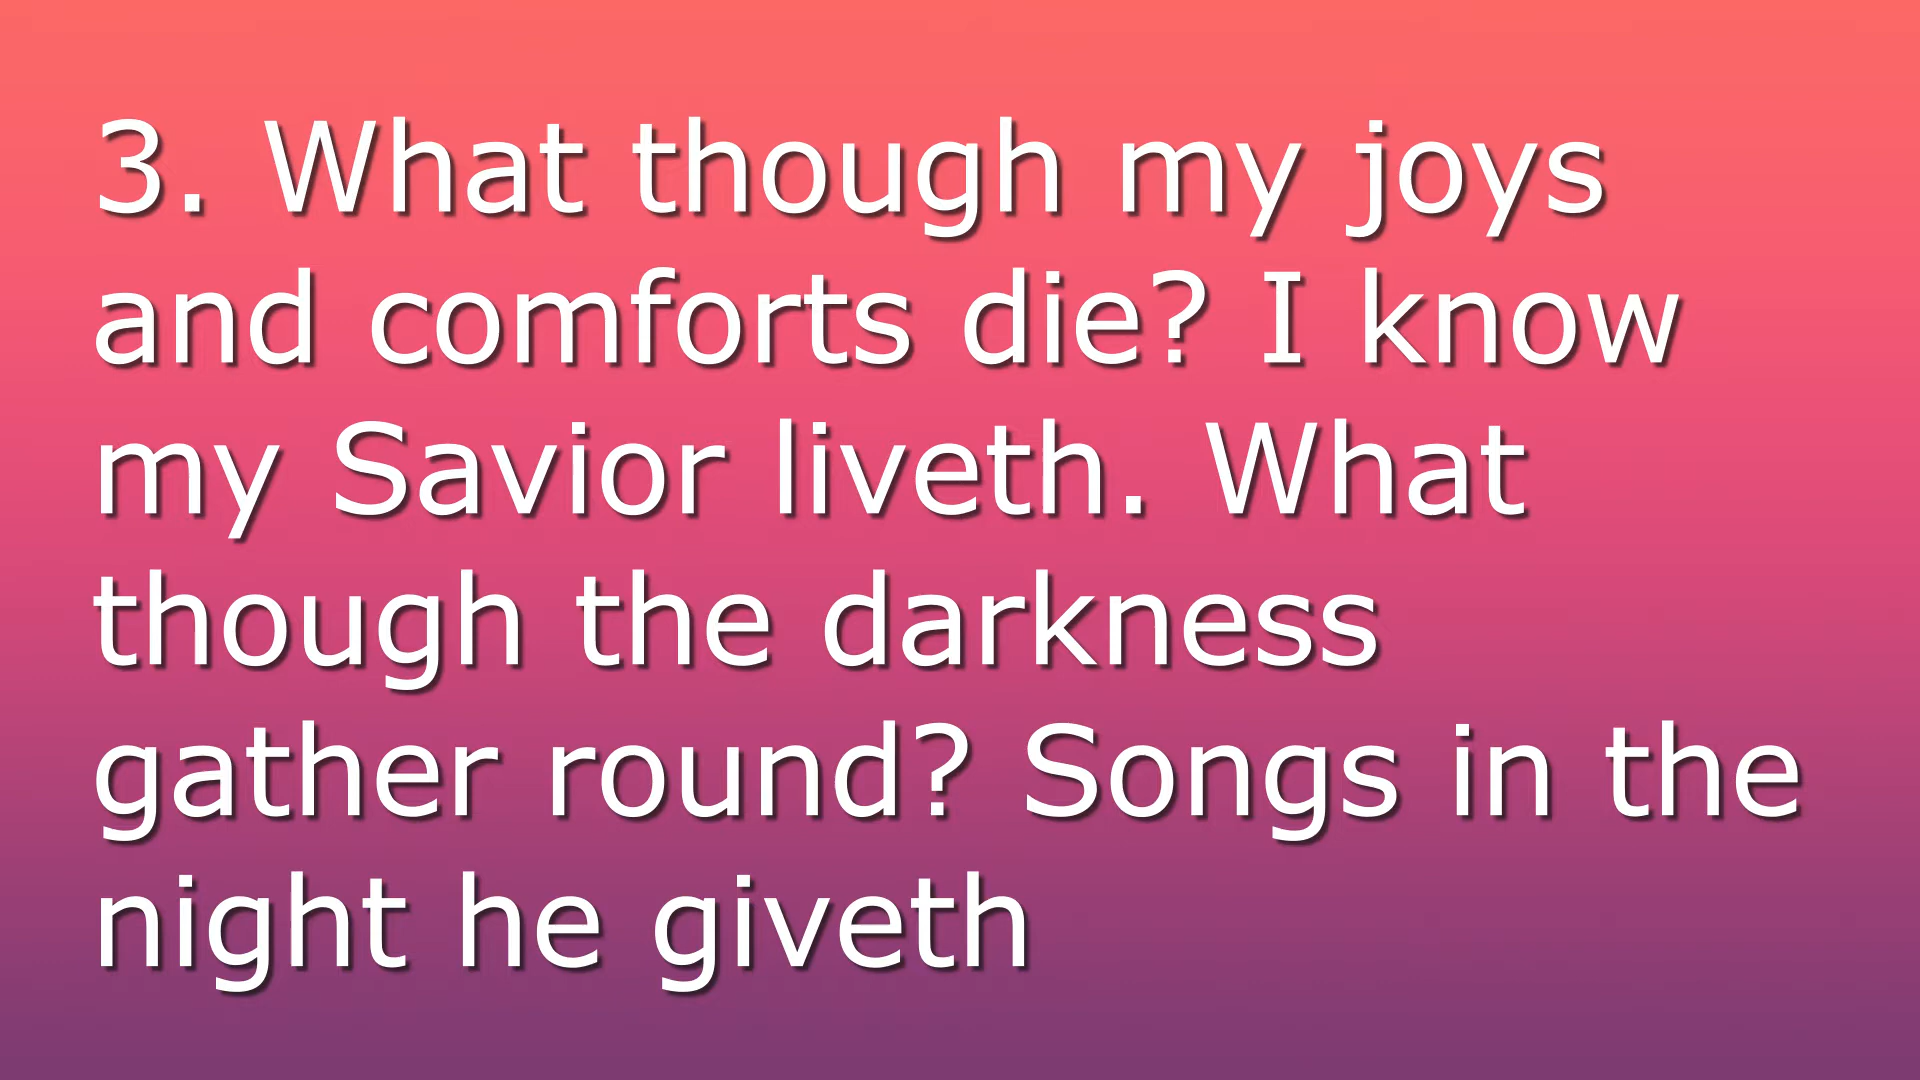 3. What though my joys
and comforts die? I know
my Savior liveth. What
though the darkness
gather round? Songs in the
night he giveth